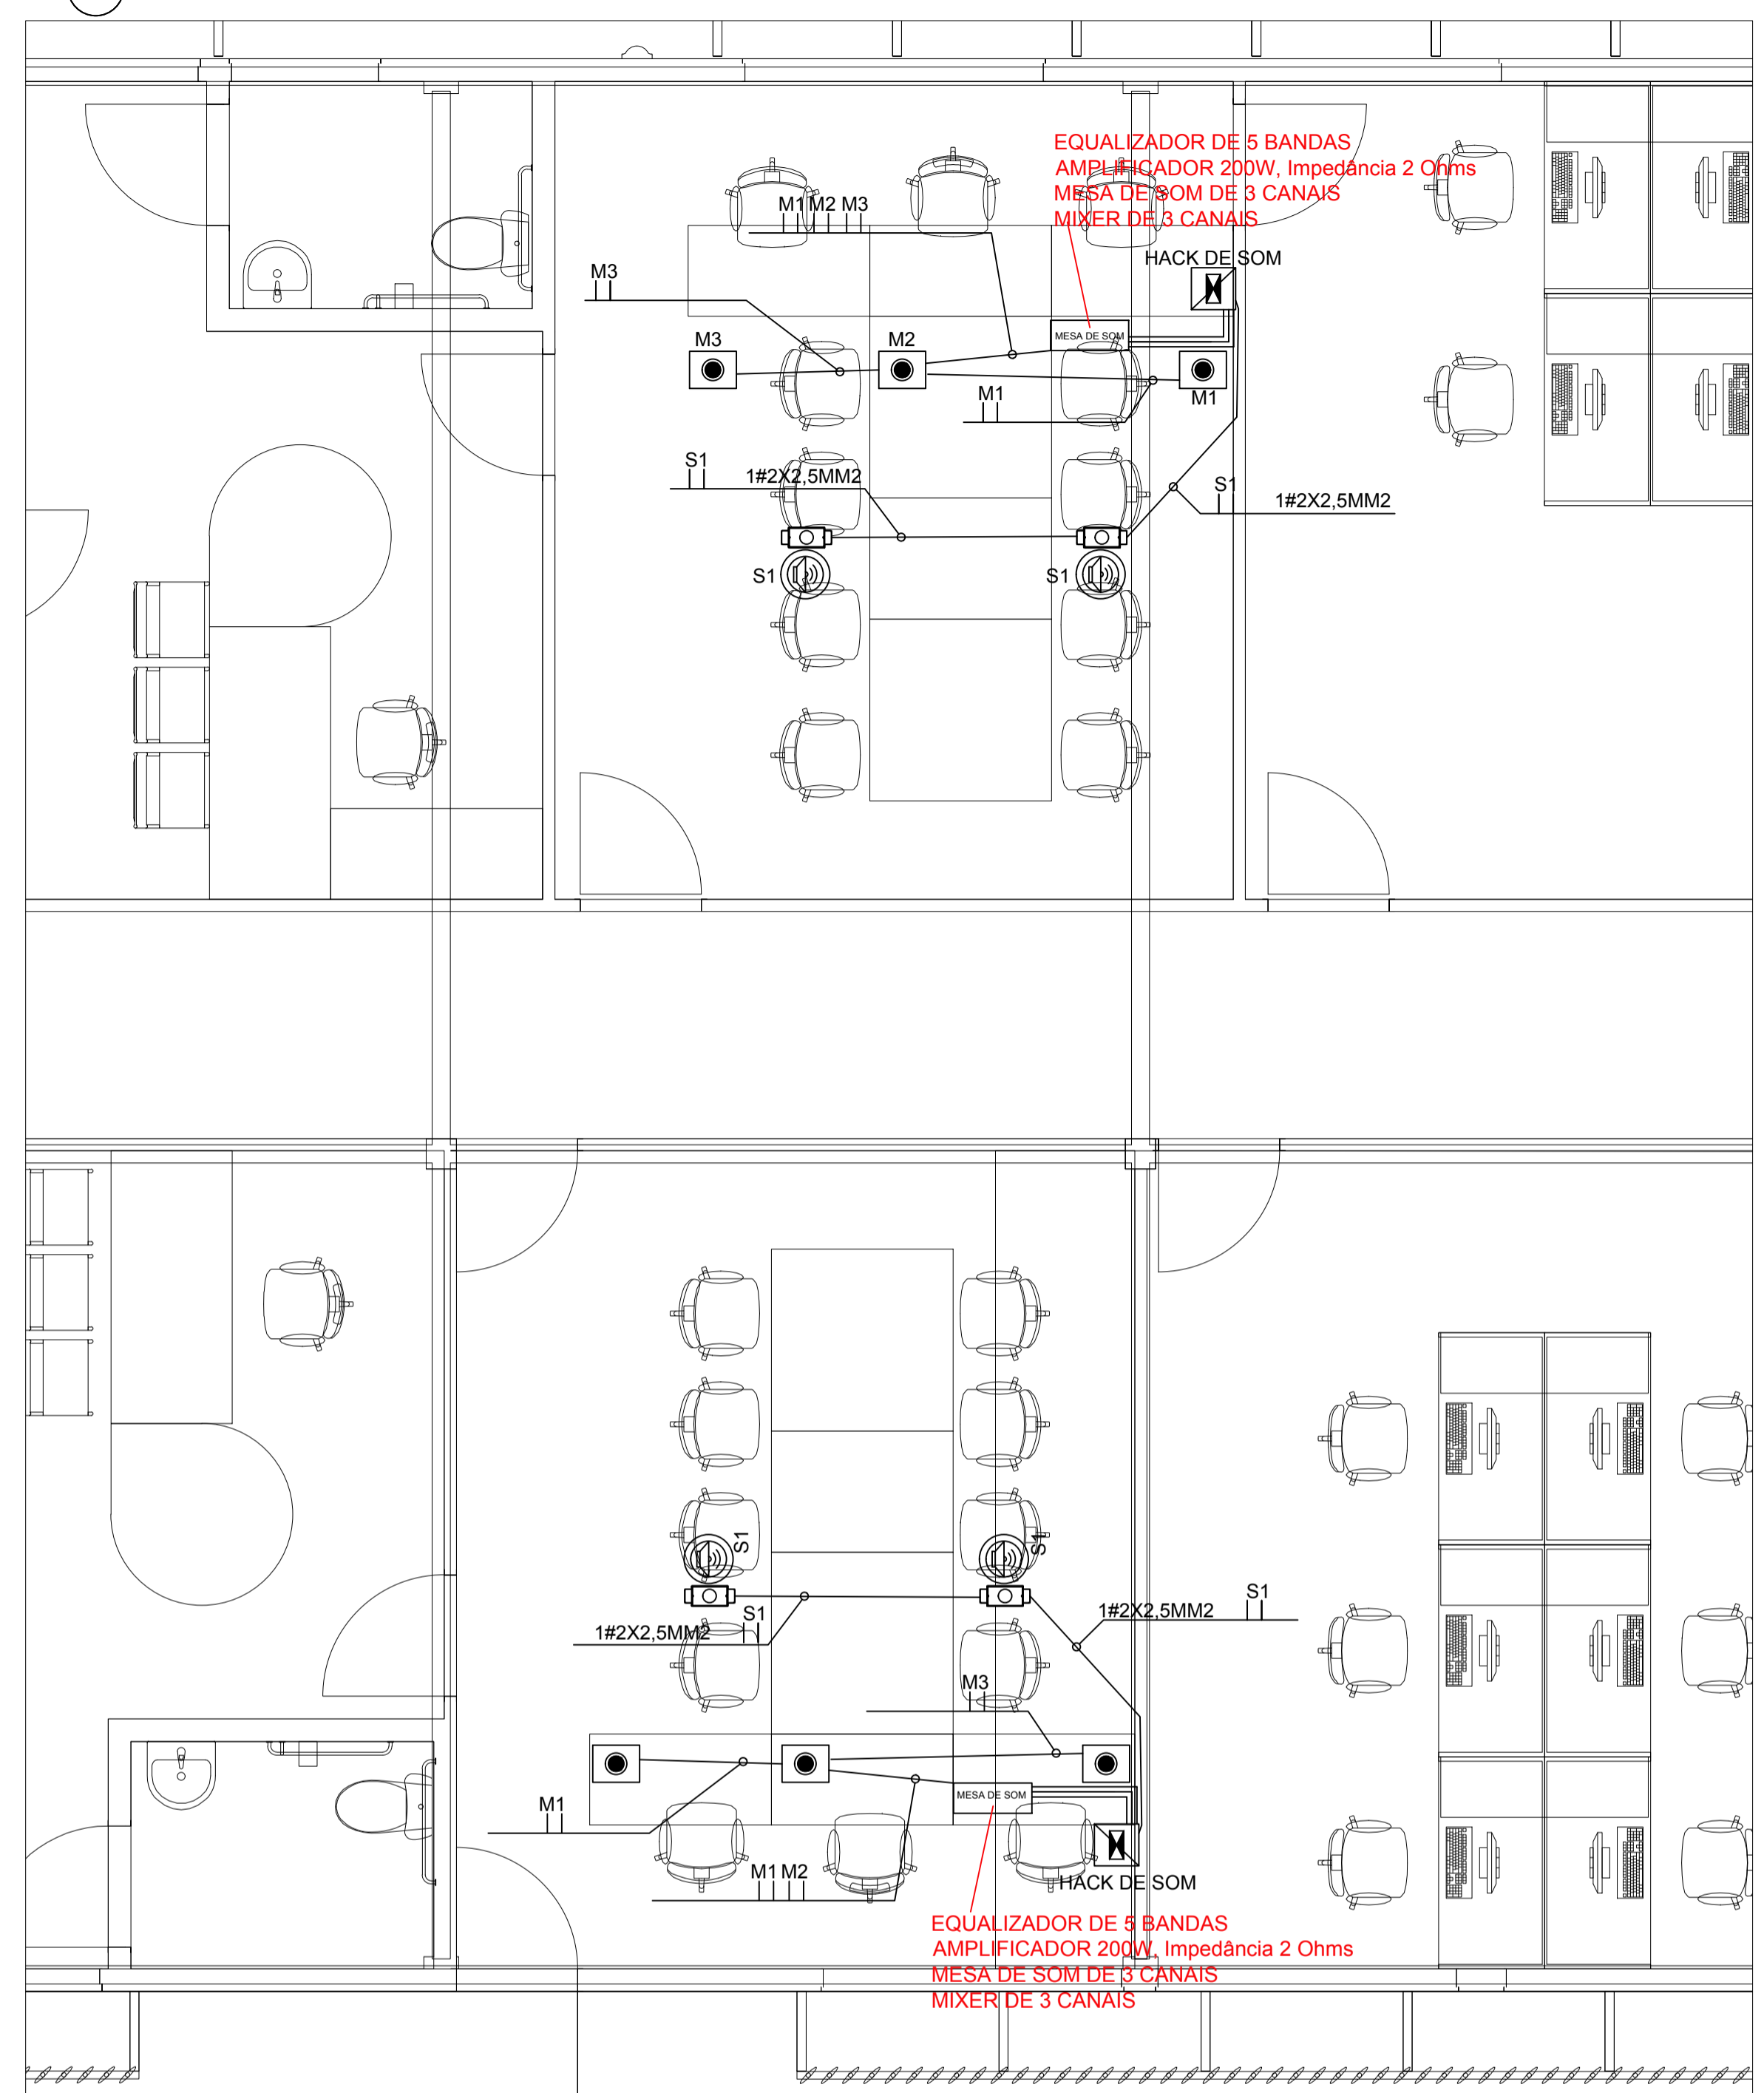 EQUALIZADOR DE 5 BANDAS
AMPLIFICADOR 200W, Impedância 2 Ohms
MESA DE SOM DE 3 CANAIS
MIXER DE 3 CANAIS
M1 M2 M3
HACK DE SOM
M3
MESA DE SOM
M3
M2
M1
M1
S1
1#2X2,5MM2
S1
1#2X2,5MM2
S1
S1
S1
S1
1#2X2,5MM2
S1
1#2X2,5MM2
S1
M3
MESA DE SOM
M1
M1 M2
HACK DE SOM
EQUALIZADOR DE 5 BANDAS
AMPLIFICADOR 200W, Impedância 2 Ohms
MESA DE SOM DE 3 CANAIS
MIXER DE 3 CANAIS